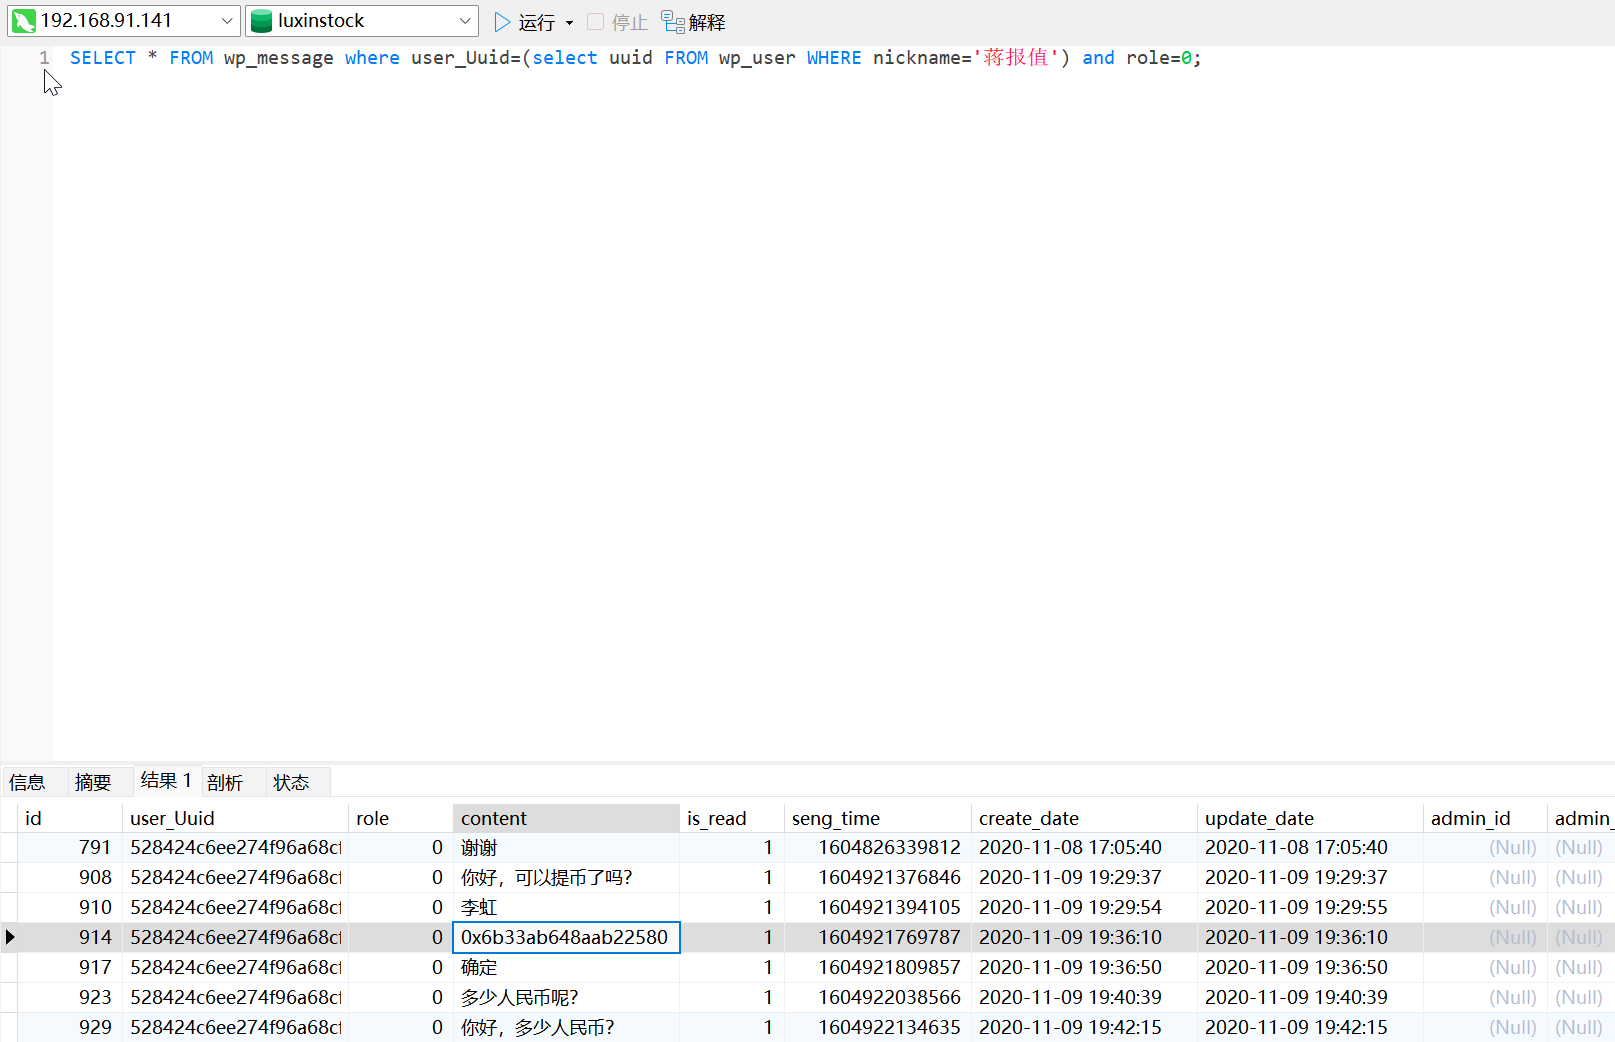 192.168.91.141 luxinstock 运行 停止 解释
1 SELECT * FROM wp_message where user_Uuid=(select uuid FROM wp_user WHERE nickname='蒋报值') and role=0;
信息 摘要 结果 1 剖析 状态
id user_Uuid role content is_read seng_time create_date update_date admin_id admin_
791 528424c6ee274f96a68cf 0 谢谢 1 1604826339812 2020-11-08 17:05:40 2020-11-08 17:05:40 (Null) (Null)
908 528424c6ee274f96a68cf 0 你好，可以提币了吗？ 1 1604921376846 2020-11-09 19:29:37 2020-11-09 19:29:37 (Null) (Null)
910 528424c6ee274f96a68cf 0 李虹 1 1604921394105 2020-11-09 19:29:54 2020-11-09 19:29:55 (Null) (Null)
914 528424c6ee274f96a68cf 0 0x6b33ab648aab22580 1 1604921769787 2020-11-09 19:36:10 2020-11-09 19:36:10 (Null) (Null)
917 528424c6ee274f96a68cf 0 确定 1 1604921809857 2020-11-09 19:36:50 2020-11-09 19:36:50 (Null) (Null)
923 528424c6ee274f96a68cf 0 多少人民币呢？ 1 1604922038566 2020-11-09 19:40:39 2020-11-09 19:40:39 (Null) (Null)
929 528424c6ee274f96a68cf 0 你好，多少人民币？ 1 1604922134635 2020-11-09 19:42:15 2020-11-09 19:42:15 (Null) (Null)